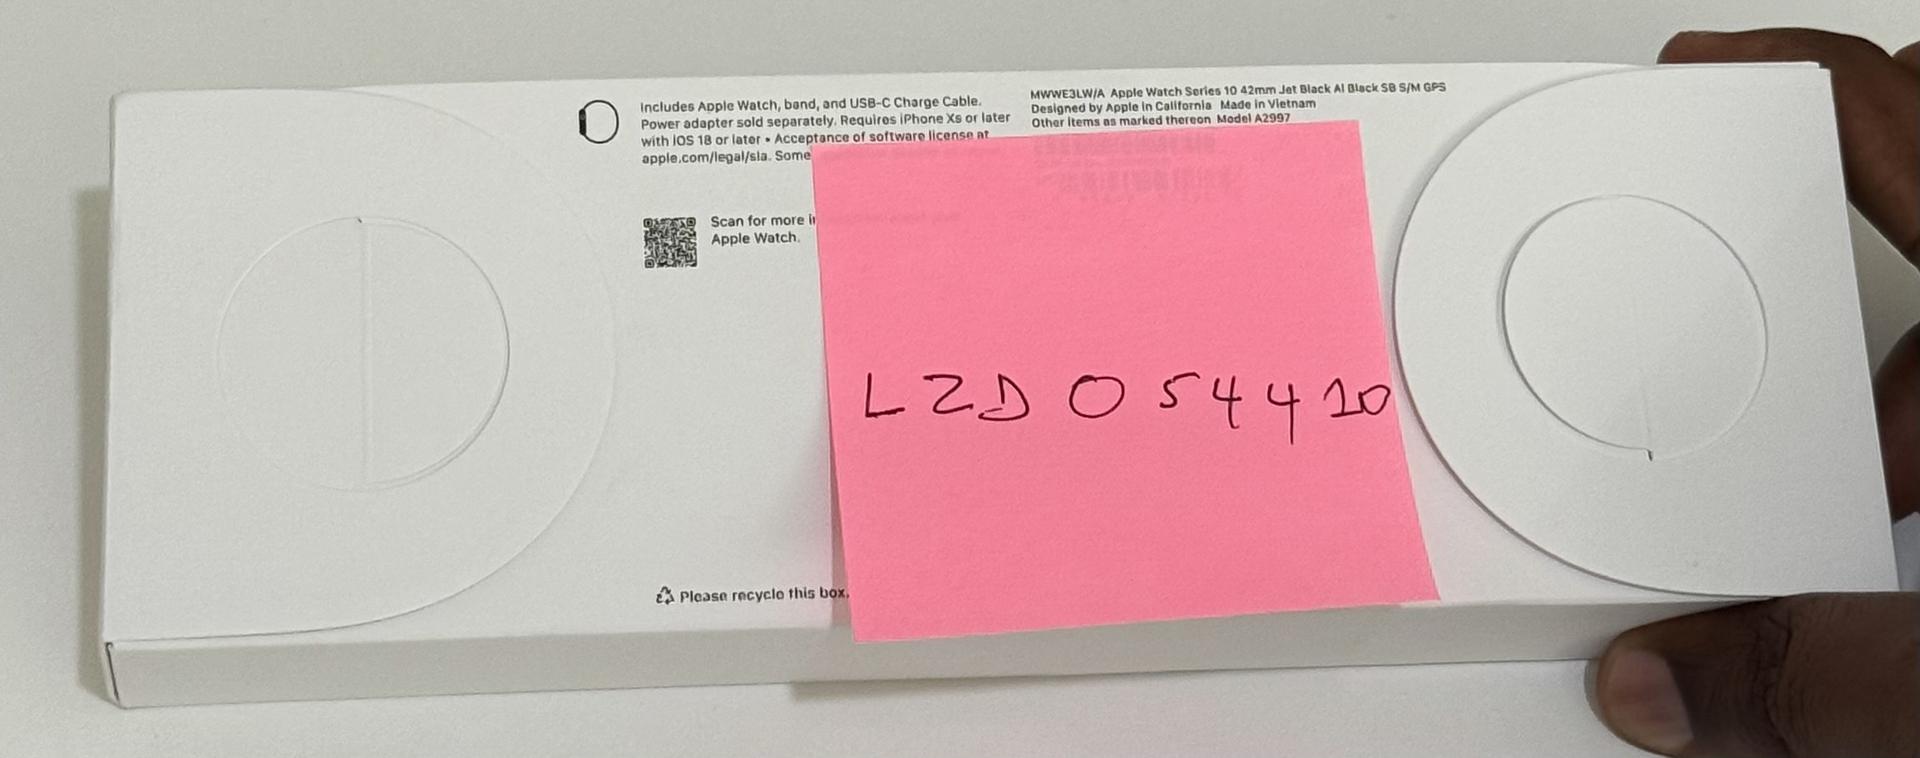 Includes Apple Watch, band, and USB-C Charge Cable.
Power adapter sold separately. Requires iPhone Xs or later
with iOS 18 or later • Acceptance of software license at
apple.com/legal/sla. Some
MWWE3LW/A Apple Watch Series 10 42mm Jet Black Al Black SB S/M GPS
Designed by Apple in California Made in Vietnam
Other items as marked thereon Model A2997
Scan for more
Apple Watch.
LZD054410
Please recycle this box.